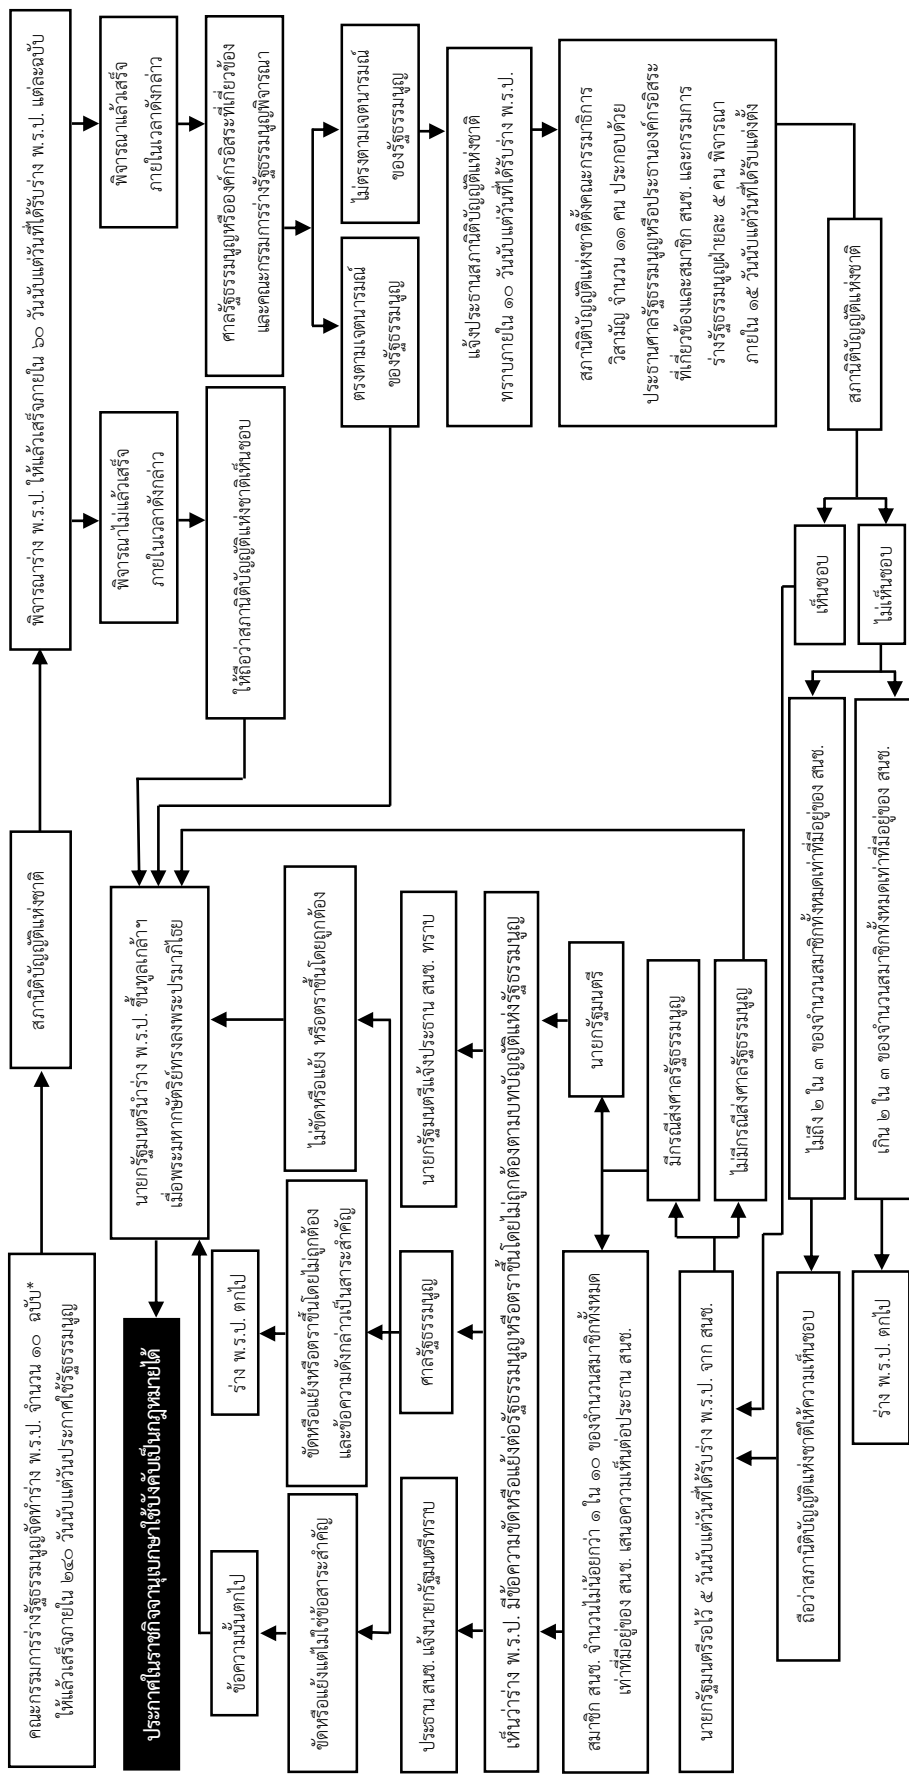 คณะกรรมการร่างรัฐธรรมนูญจัดทำร่าง พ.ร.ป. จำนวน ๑๐ ฉบับ*
ให้แล้วเสร็จภายใน ๒๔๐ วันนับแต่วันประกาศใช้รัฐธรรมนูญ
สภานิติบัญญัติแห่งชาติ
พิจารณาร่าง พ.ร.ป. ให้แล้วเสร็จภายใน ๖๐ วันนับแต่วันที่ได้รับร่าง พ.ร.ป. แต่ละฉบับ
พิจารณาไม่แล้วเสร็จ
ภายในเวลาดังกล่าว
พิจารณาแล้วเสร็จ
ภายในเวลาดังกล่าว
ให้ถือว่าสภานิติบัญญัติแห่งชาติเห็นชอบ
ศาลรัฐธรรมนูญหรือองค์กรอิสระที่เกี่ยวข้อง
และคณะกรรมการร่างรัฐธรรมนูญพิจารณา
ตรงตามเจตนารมณ์
ของรัฐธรรมนูญ
ไม่ตรงตามเจตนารมณ์
ของรัฐธรรมนูญ
แจ้งประธานสภานิติบัญญัติแห่งชาติ
ทราบภายใน ๑๐ วันนับแต่วันที่ได้รับร่าง พ.ร.ป.
สภานิติบัญญัติแห่งชาติตั้งคณะกรรมาธิการ
วิสามัญ จำนวน ๑๑ คน ประกอบด้วย
ประธานศาลรัฐธรรมนูญหรือประธานองค์กรอิสระ
ที่เกี่ยวข้องและสมาชิก สนช. และกรรมการ
ร่างรัฐธรรมนูญฝ่ายละ ๕ คน พิจารณา
ภายใน ๑๕ วันนับแต่วันที่ได้รับแต่งตั้ง
สภานิติบัญญัติแห่งชาติ
เห็นชอบ
ไม่เห็นชอบ
ไม่ถึง ๒ ใน ๓ ของจำนวนสมาชิกทั้งหมดเท่าที่มีอยู่ของ สนช.
เกิน ๒ ใน ๓ ของจำนวนสมาชิกทั้งหมดเท่าที่มีอยู่ของ สนช.
ถือว่าสภานิติบัญญัติแห่งชาติให้ความเห็นชอบ
ร่าง พ.ร.ป. ตกไป
นายกรัฐมนตรีรอไว้ ๕ วันนับแต่วันที่ได้รับร่าง พ.ร.ป. จาก สนช.
มีกรณีส่งศาลรัฐธรรมนูญ
ไม่มีกรณีส่งศาลรัฐธรรมนูญ
สมาชิก สนช. จำนวนไม่น้อยกว่า ๑ ใน ๑๐ ของจำนวนสมาชิกทั้งหมด
เท่าที่มีอยู่ของ สนช. เสนอความเห็นต่อประธาน สนช.
นายกรัฐมนตรี
เห็นว่าร่าง พ.ร.ป. มีข้อความขัดหรือแย้งต่อรัฐธรรมนูญหรือตราขึ้นโดยไม่ถูกต้องตามบทบัญญัติแห่งรัฐธรรมนูญ
ประธาน สนช. แจ้งนายกรัฐมนตรีทราบ
ศาลรัฐธรรมนูญ
นายกรัฐมนตรีแจ้งประธาน สนช. ทราบ
ขัดหรือแย้งแต่ไม่ใช่ข้อสาระสำคัญ
ขัดหรือแย้งหรือตราขึ้นโดยไม่ถูกต้อง
และข้อความดังกล่าวเป็นสาระสำคัญ
ไม่ขัดหรือแย้ง หรือตราขึ้นโดยถูกต้อง
ข้อความนั้นตกไป
ร่าง พ.ร.ป. ตกไป
นายกรัฐมนตรีนำร่าง พ.ร.ป. ขึ้นทูลเกล้าฯ
เมื่อพระมหากษัตริย์ทรงลงพระปรมาภิไธย
ประกาศในราชกิจจานุเบกษาใช้บังคับเป็นกฎหมายได้